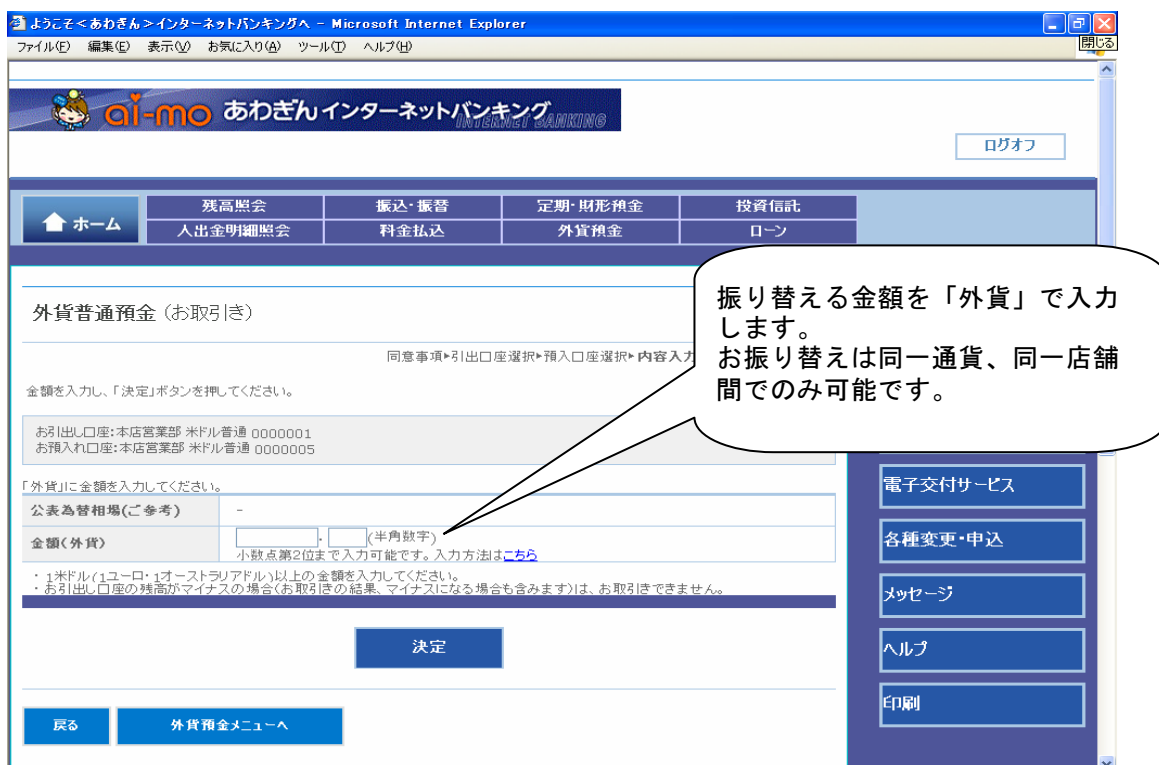 ようこそ<あわぎん>インターネットバンキングへ - Microsoft Internet Explorer
ファイル(F) 編集(E) 表示(V) お気に入り(A) ツール(T) ヘルプ(H)
閉じる
ai-mo あわぎんインターネットバンキング
INTERNET BANKING
ログオフ
ホーム
残高照会 振込・振替 定期・財形預金 投資信託
入出金明細照会 料金払込 外貨預金 ローン
外貨普通預金(お取引き)
同意事項▶引出口座選択▶預入口座選択▶内容入力
振り替える金額を「外貨」で入力
します。
お振り替えは同一通貨、同一店舗
間でのみ可能です。
金額を入力し、「決定」ボタンを押してください。
お引出し口座:本店営業部 米ドル普通 0000001
お預入れ口座:本店営業部 米ドル普通 0000005
「外貨」に金額を入力してください。
公表為替相場(ご参考) -
金額(外貨) . (半角数字)
小数点第2位まで入力可能です。入力方法はこちら
・1米ドル(1ユーロ・1オーストラリアドル)以上の金額を入力してください。
・お引出し口座の残高がマイナスの場合(お取引きの結果、マイナスになる場合も含みます)は、お取引きできません。
決定
戻る 外貨預金メニューへ
電子交付サービス
各種変更・申込
メッセージ
ヘルプ
印刷